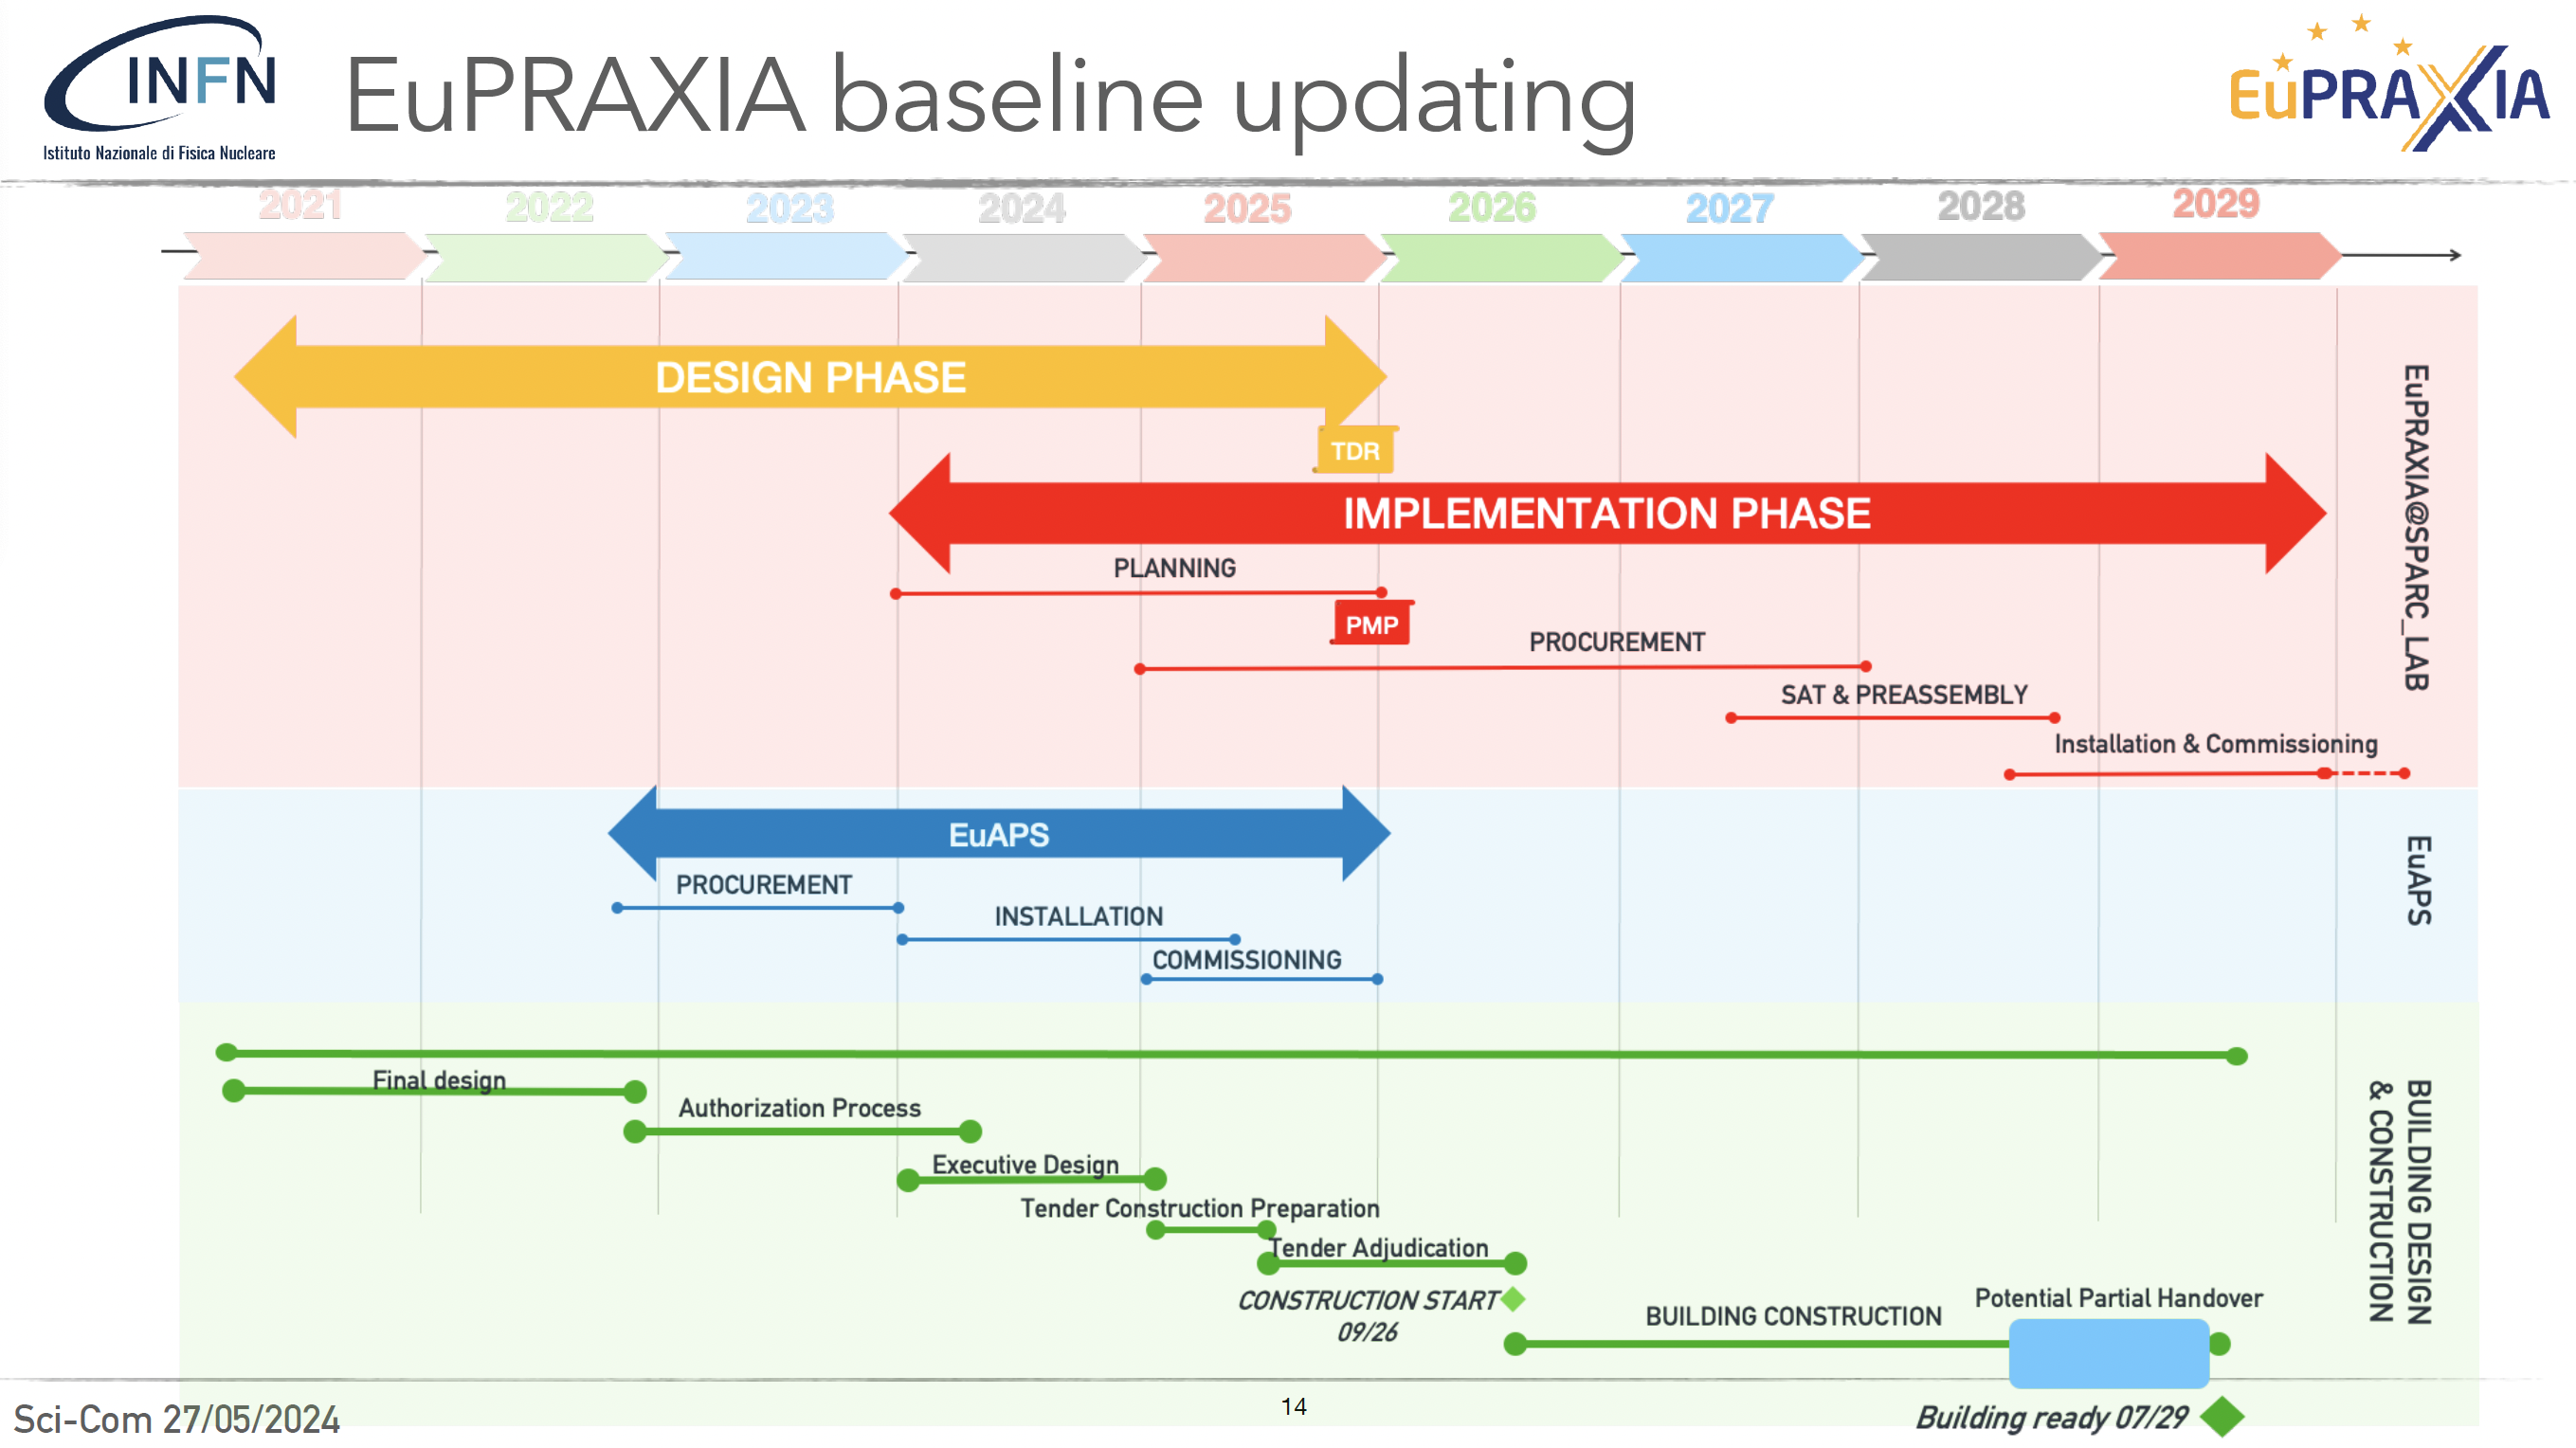 INFN
Istituto Nazionale di Fisica Nucleare
EuPRAXIA baseline updating
EuPRAXIA
2021 2022 2023 2024 2025 2026 2027 2028 2029
DESIGN PHASE
TDR
IMPLEMENTATION PHASE
PLANNING
PMP
PROCUREMENT
SAT & PREASSEMBLY
Installation & Commissioning
EuPRAXIA@SPARC_LAB
EuAPS
PROCUREMENT
INSTALLATION
COMMISSIONING
EuAPS
Final design
Authorization Process
Executive Design
Tender Construction Preparation
Tender Adjudication
CONSTRUCTION START
09/26
BUILDING CONSTRUCTION
Potential Partial Handover
Building ready 07/29
BUILDING DESIGN
& CONSTRUCTION
Sci-Com 27/05/2024
14